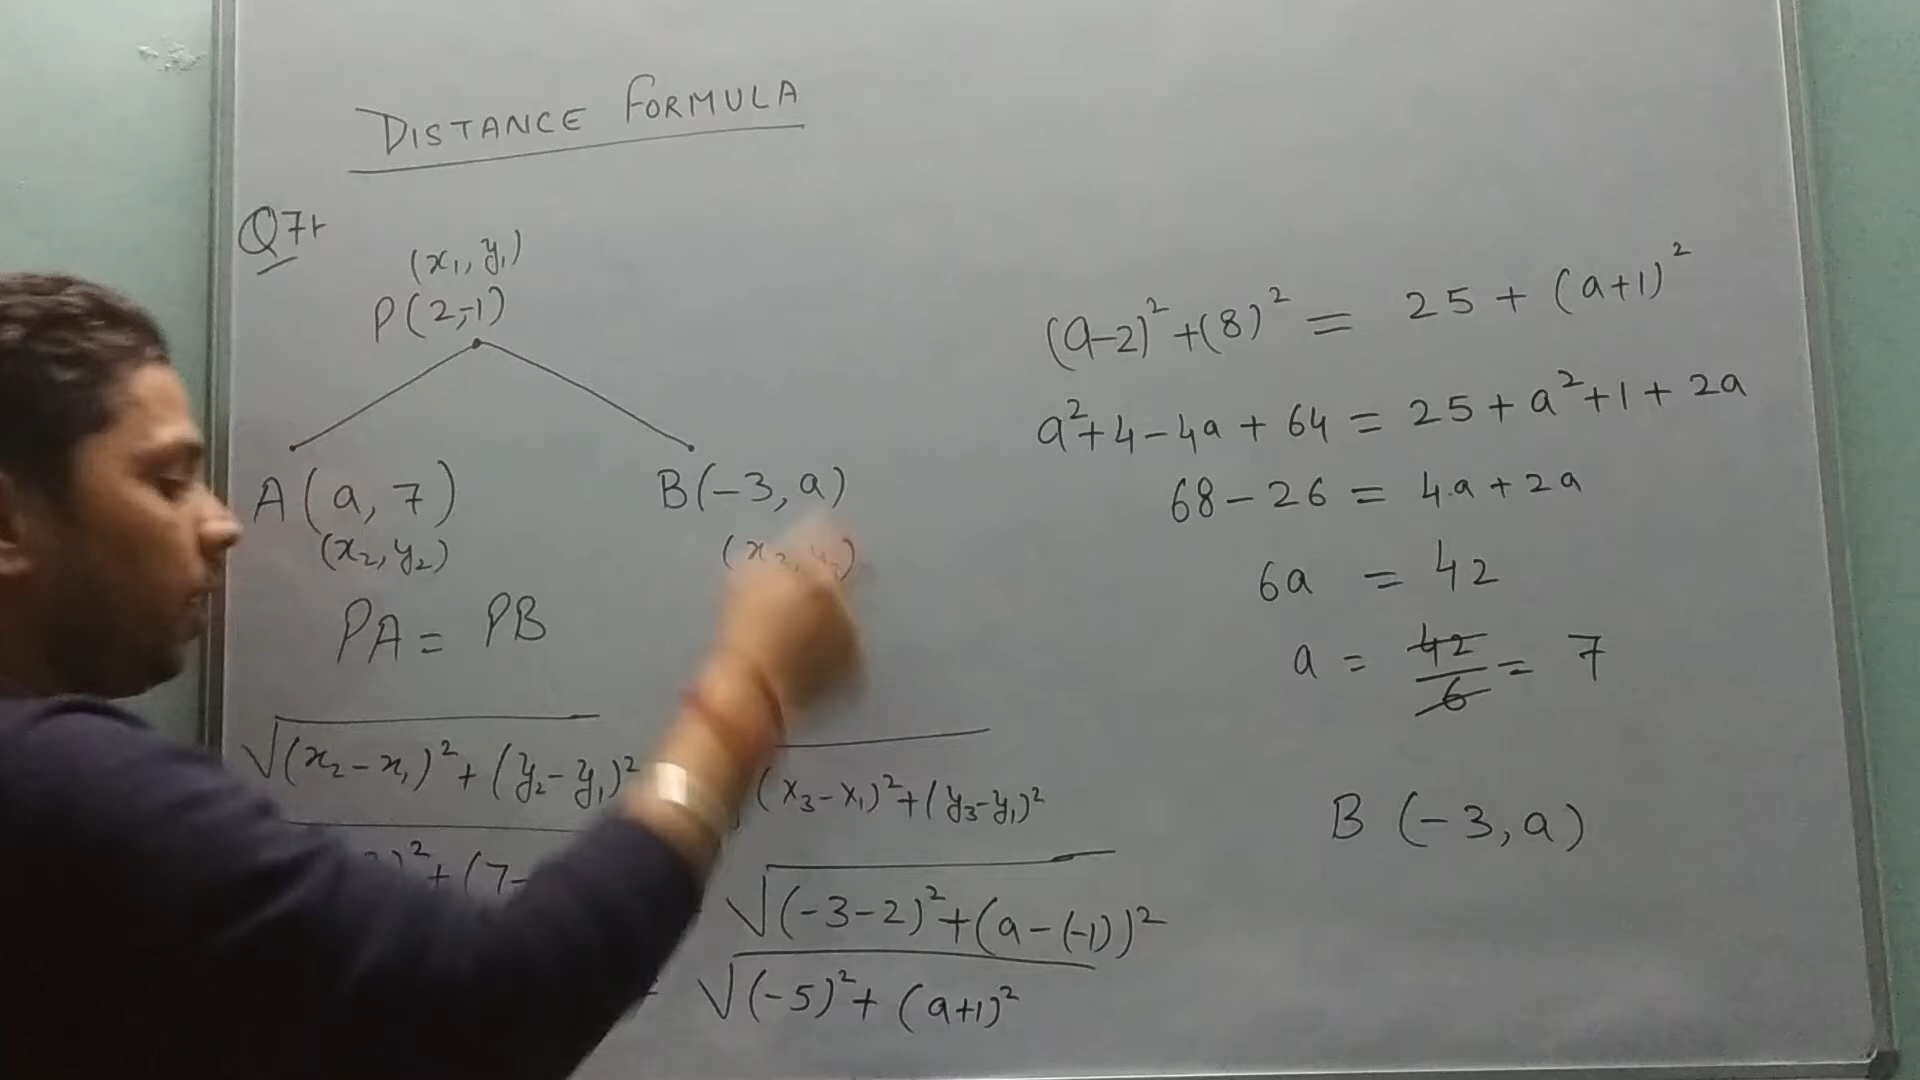 DISTANCE FORMULA
Q7.
(x₁, y₁)
P(2,-1)
A(a, 7)
B(-3, a)
(x₂, y₂)
PA = PB
√(x₂-x₁)²+(y₂-y₁)²
(x₃-x₁)²+(y₃-y₁)²
)²+(7-
√(-3-2)²+(a-(-1))²
√(-5)²+(a+1)²
(a-2)²+(8)² = 25+(a+1)²
a²+4-4a+64 = 25+a²+1+2a
68-26 = 4a+2a
6a = 42
a = 42/6 = 7
B (-3, a)